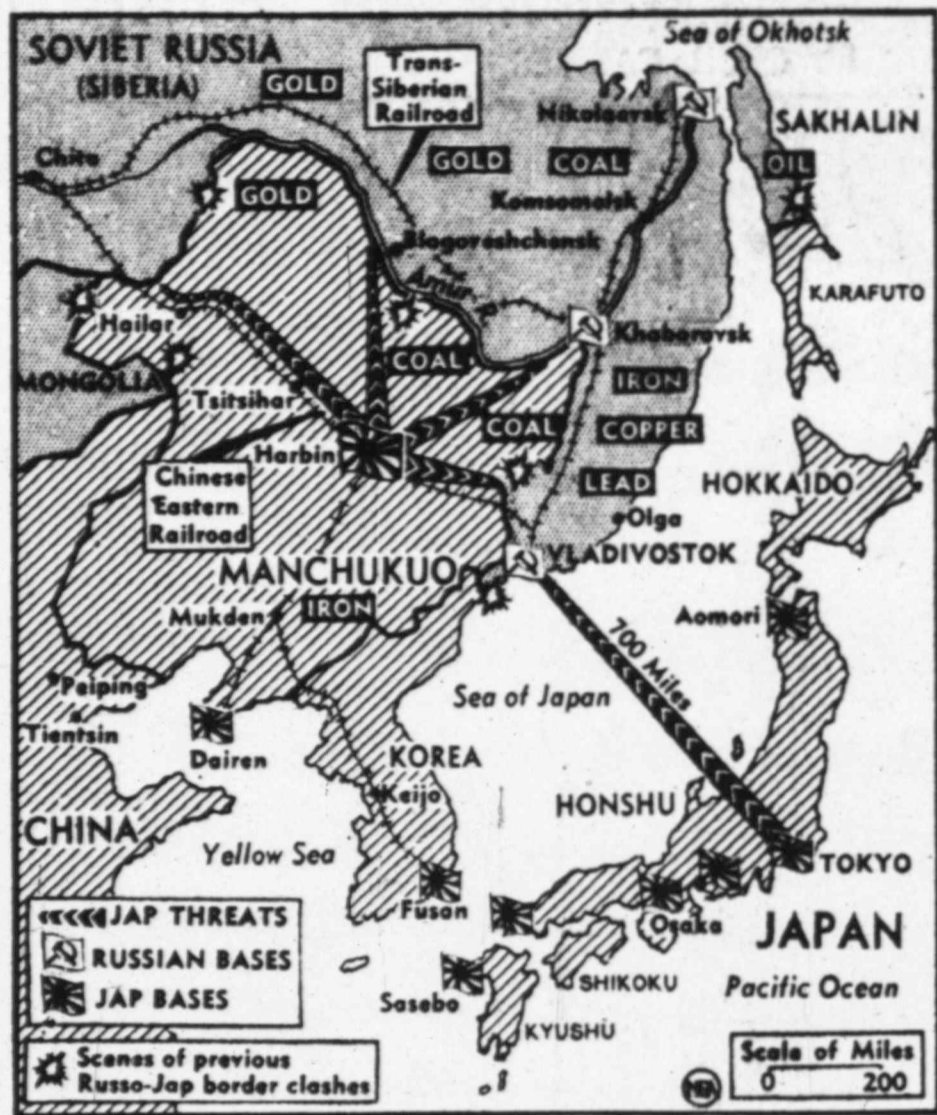 Sea of Okhotsk
SOVIET RUSSIA
(SIBERIA)
GOLD
Trans-
Siberian
Railroad
Nikolaevsk
SAKHALIN
Chita
GOLD
COAL
OIL
GOLD
Komsomolsk
Blagoveshchensk
Amur
KARAFUTO
Hailar
Khabarovsk
MONGOLIA
COAL
IRON
Tsitsihar
COAL
COPPER
Harbin
LEAD
HOKKAIDO
Chinese
Eastern
Railroad
Olga
VLADIVOSTOK
MANCHUKUO
IRON
Mukden
Aomori
700 Miles
Peiping
Sea of Japan
Tientsin
Dairen
KOREA
Keijo
HONSHU
CHINA
Yellow Sea
TOKYO
Fusan
Osaka
JAPAN
JAP THREATS
RUSSIAN BASES
JAP BASES
Sasebo
SHIKOKU
Pacific Ocean
KYUSHU
Scenes of previous
Russo-Jap border clashes
Scale of Miles
0 200